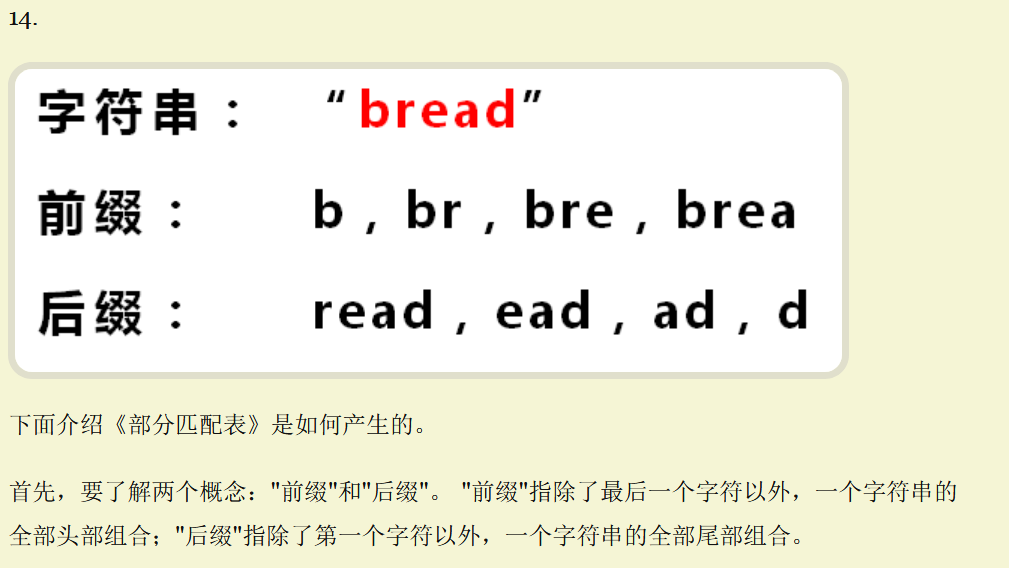 14.
字符串： “bread”
前缀： b，br，bre，brea
后缀： read，ead，ad，d
下面介绍《部分匹配表》是如何产生的。
首先，要了解两个概念："前缀"和"后缀"。 "前缀"指除了最后一个字符以外，一个字符串的
全部头部组合；"后缀"指除了第一个字符以外，一个字符串的全部尾部组合。